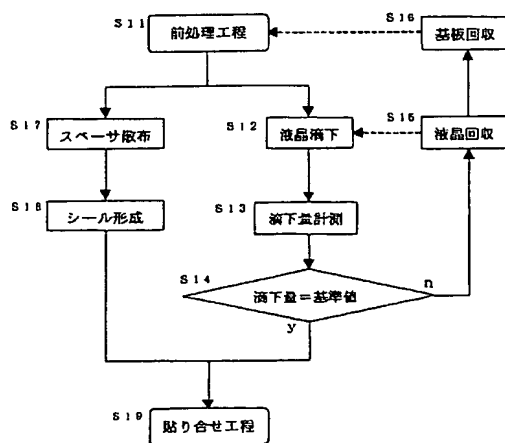 S11
前処理工程
S16
基板回収
S17
スペーサ散布
S12
液晶滴下
S15
液晶回収
S18
シール形成
S13
滴下量計測
S14
滴下量=基準値
n
y
S19
貼り合せ工程